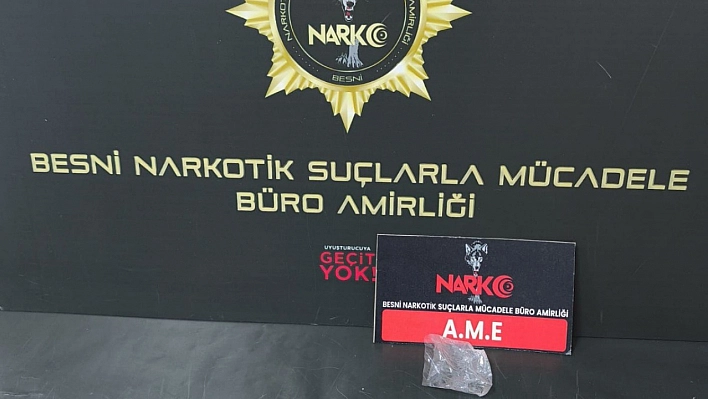 NARKO
BESNİ
BESNİ NARKOTİK SUÇLARLA MÜCADELE
BÜRO AMİRLİĞİ
UYUŞTURUCUYA
GEÇİT
YOK!
NARKO
BESNİ NARKOTİK SUÇLARLA MÜCADELE BÜRO AMİRLİĞİ
A.M.E